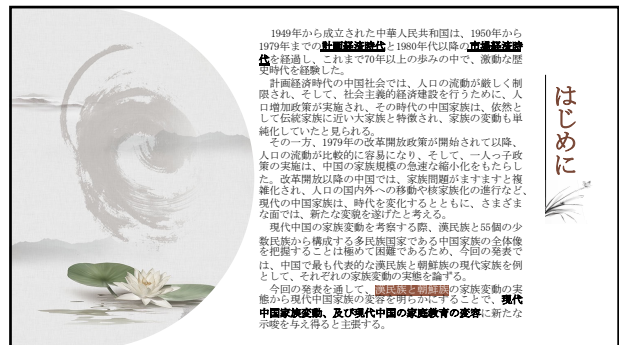 はじめに
1949年から成立された中華人民共和国は、1950年から
1979年までの計画経済時代と1980年代以降の市場経済時
代を経過し、これまで70年以上の歩みの中で、激動な歴
史時代を経験した。
計画経済時代の中国社会では、人口の流動が厳しく制
限され、そして、社会主義的経済建設を行うために、人
口増加政策が実施され、その時代の中国家族は、依然と
して伝統家族に近い大家族と特徴され、家族の変動も単
純化していたと見られる。
その一方、1979年の改革開放政策が開始されて以降、
人口の流動が比較的に容易になり、そして、一人っ子政
策の実施は、中国の家族規模の急速な縮小化をもたらし
た。改革開放以降の中国では、家族問題がますますと複
雑化され、人口の国内外への移動や核家族化の進行など、
現代の中国家族は、時代を変化するとともに、さまざま
な面では、新たな変貌を遂げたと考える。
現代中国の家族変動を考察する際、漢民族と55個の少
数民族から構成する多民族国家である中国家族の全体像
を把握することは極めて困難であるため、今回の発表で
は、中国で最も代表的な漢民族と朝鮮族の現代家族を例
として、それぞれの家族変動の実態を論ずる。
今回の発表を通して、漢民族と朝鮮族の家族変動の実
態から現代中国家族の変容を明らかにすることで、現代
中国家族変動、及び現代中国の家庭教育の変容に新たな
示唆を与え得ると主張する。